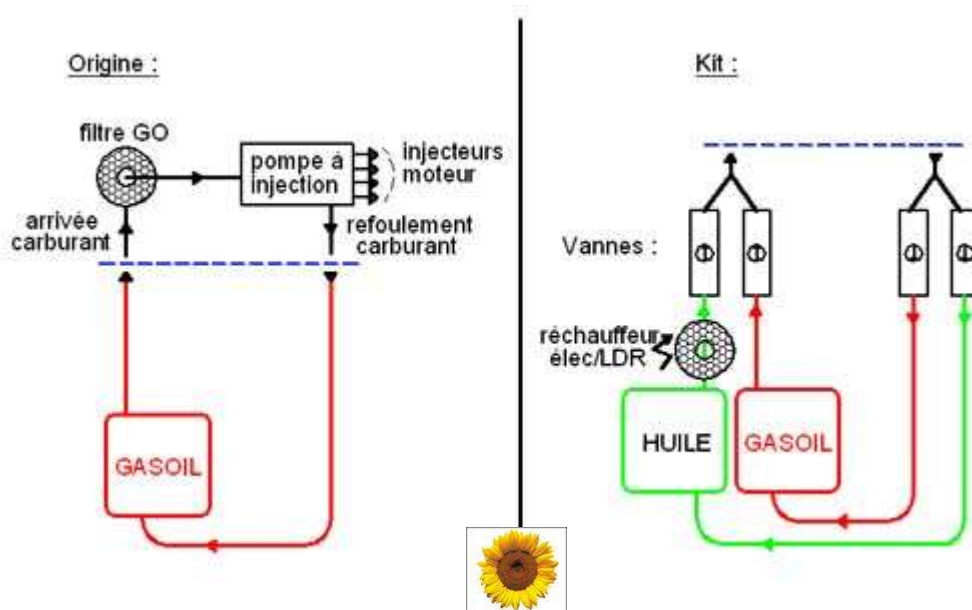 Origine :
filtre GO
pompe à
injection
injecteurs
moteur
arrivée
carburant
refoulement
carburant
GASOIL
Kit :
Vannes :
réchauffeur
élec/LDR
HUILE
GASOIL